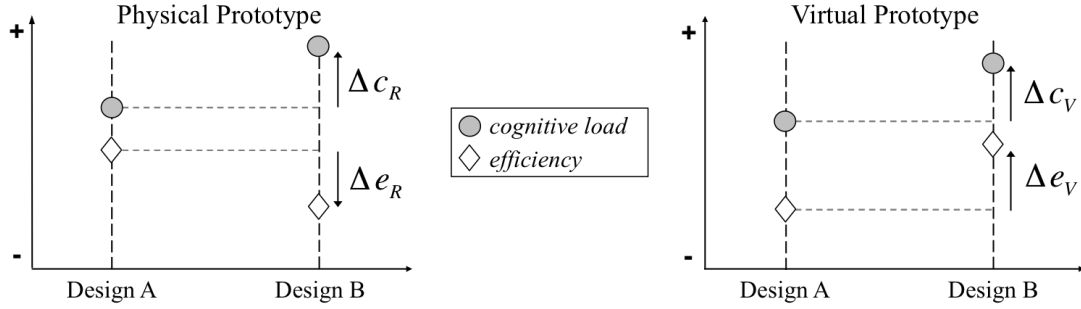 Physical Prototype
+
Δ c_R
Δ e_R
-
Design A
Design B
cognitive load
efficiency
Virtual Prototype
+
Δ c_V
Δ e_V
-
Design A
Design B